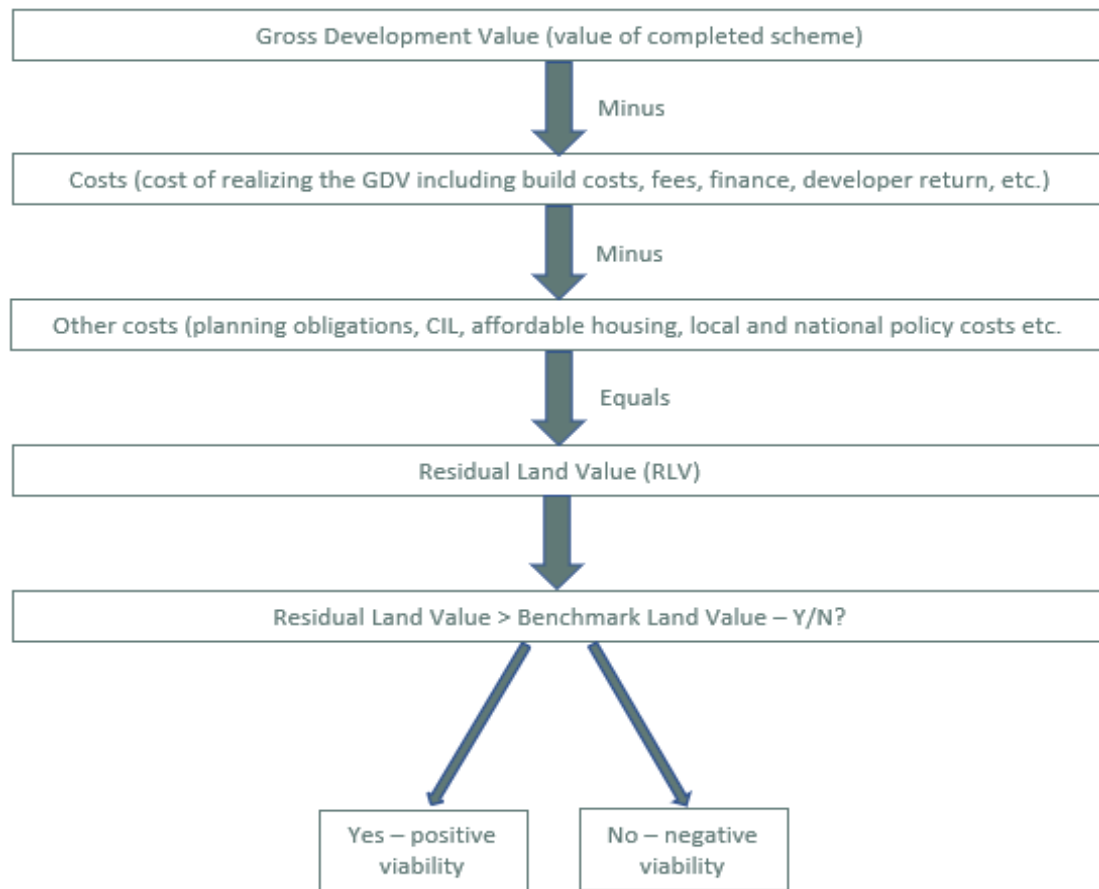 Gross Development Value (value of completed scheme)
Minus
Costs (cost of realizing the GDV including build costs, fees, finance, developer return, etc.)
Minus
Other costs (planning obligations, CIL, affordable housing, local and national policy costs etc.
Equals
Residual Land Value (RLV)
Residual Land Value > Benchmark Land Value – Y/N?
Yes – positive
viability
No – negative
viability